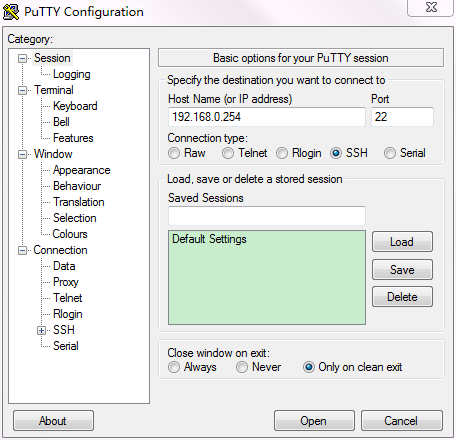 PuTTY Configuration
Category:
Session
Logging
Terminal
Keyboard
Bell
Features
Window
Appearance
Behaviour
Translation
Selection
Colours
Connection
Data
Proxy
Telnet
Rlogin
SSH
Serial
Basic options for your PuTTY session
Specify the destination you want to connect to
Host Name (or IP address) Port
192.168.0.254 22
Connection type:
Raw Telnet Rlogin SSH Serial
Load, save or delete a stored session
Saved Sessions
Default Settings
Load
Save
Delete
Close window on exit:
Always Never Only on clean exit
About Open Cancel